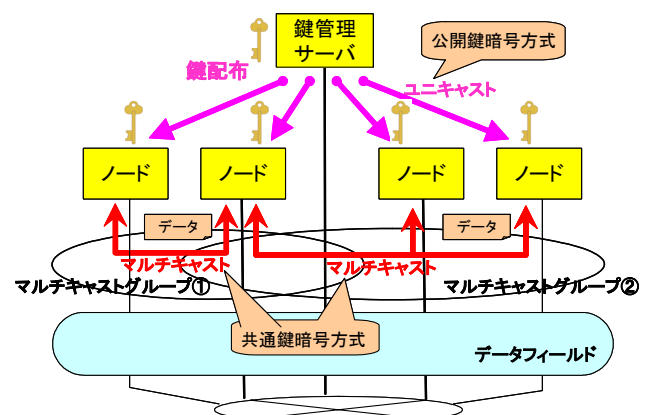 鍵管理
サーバ
公開鍵暗号方式
鍵配布
ユニキャスト
ノード
ノード
ノード
ノード
データ
データ
マルチキャスト
マルチキャスト
マルチキャストグループ①
マルチキャストグループ②
共通鍵暗号方式
データフィールド